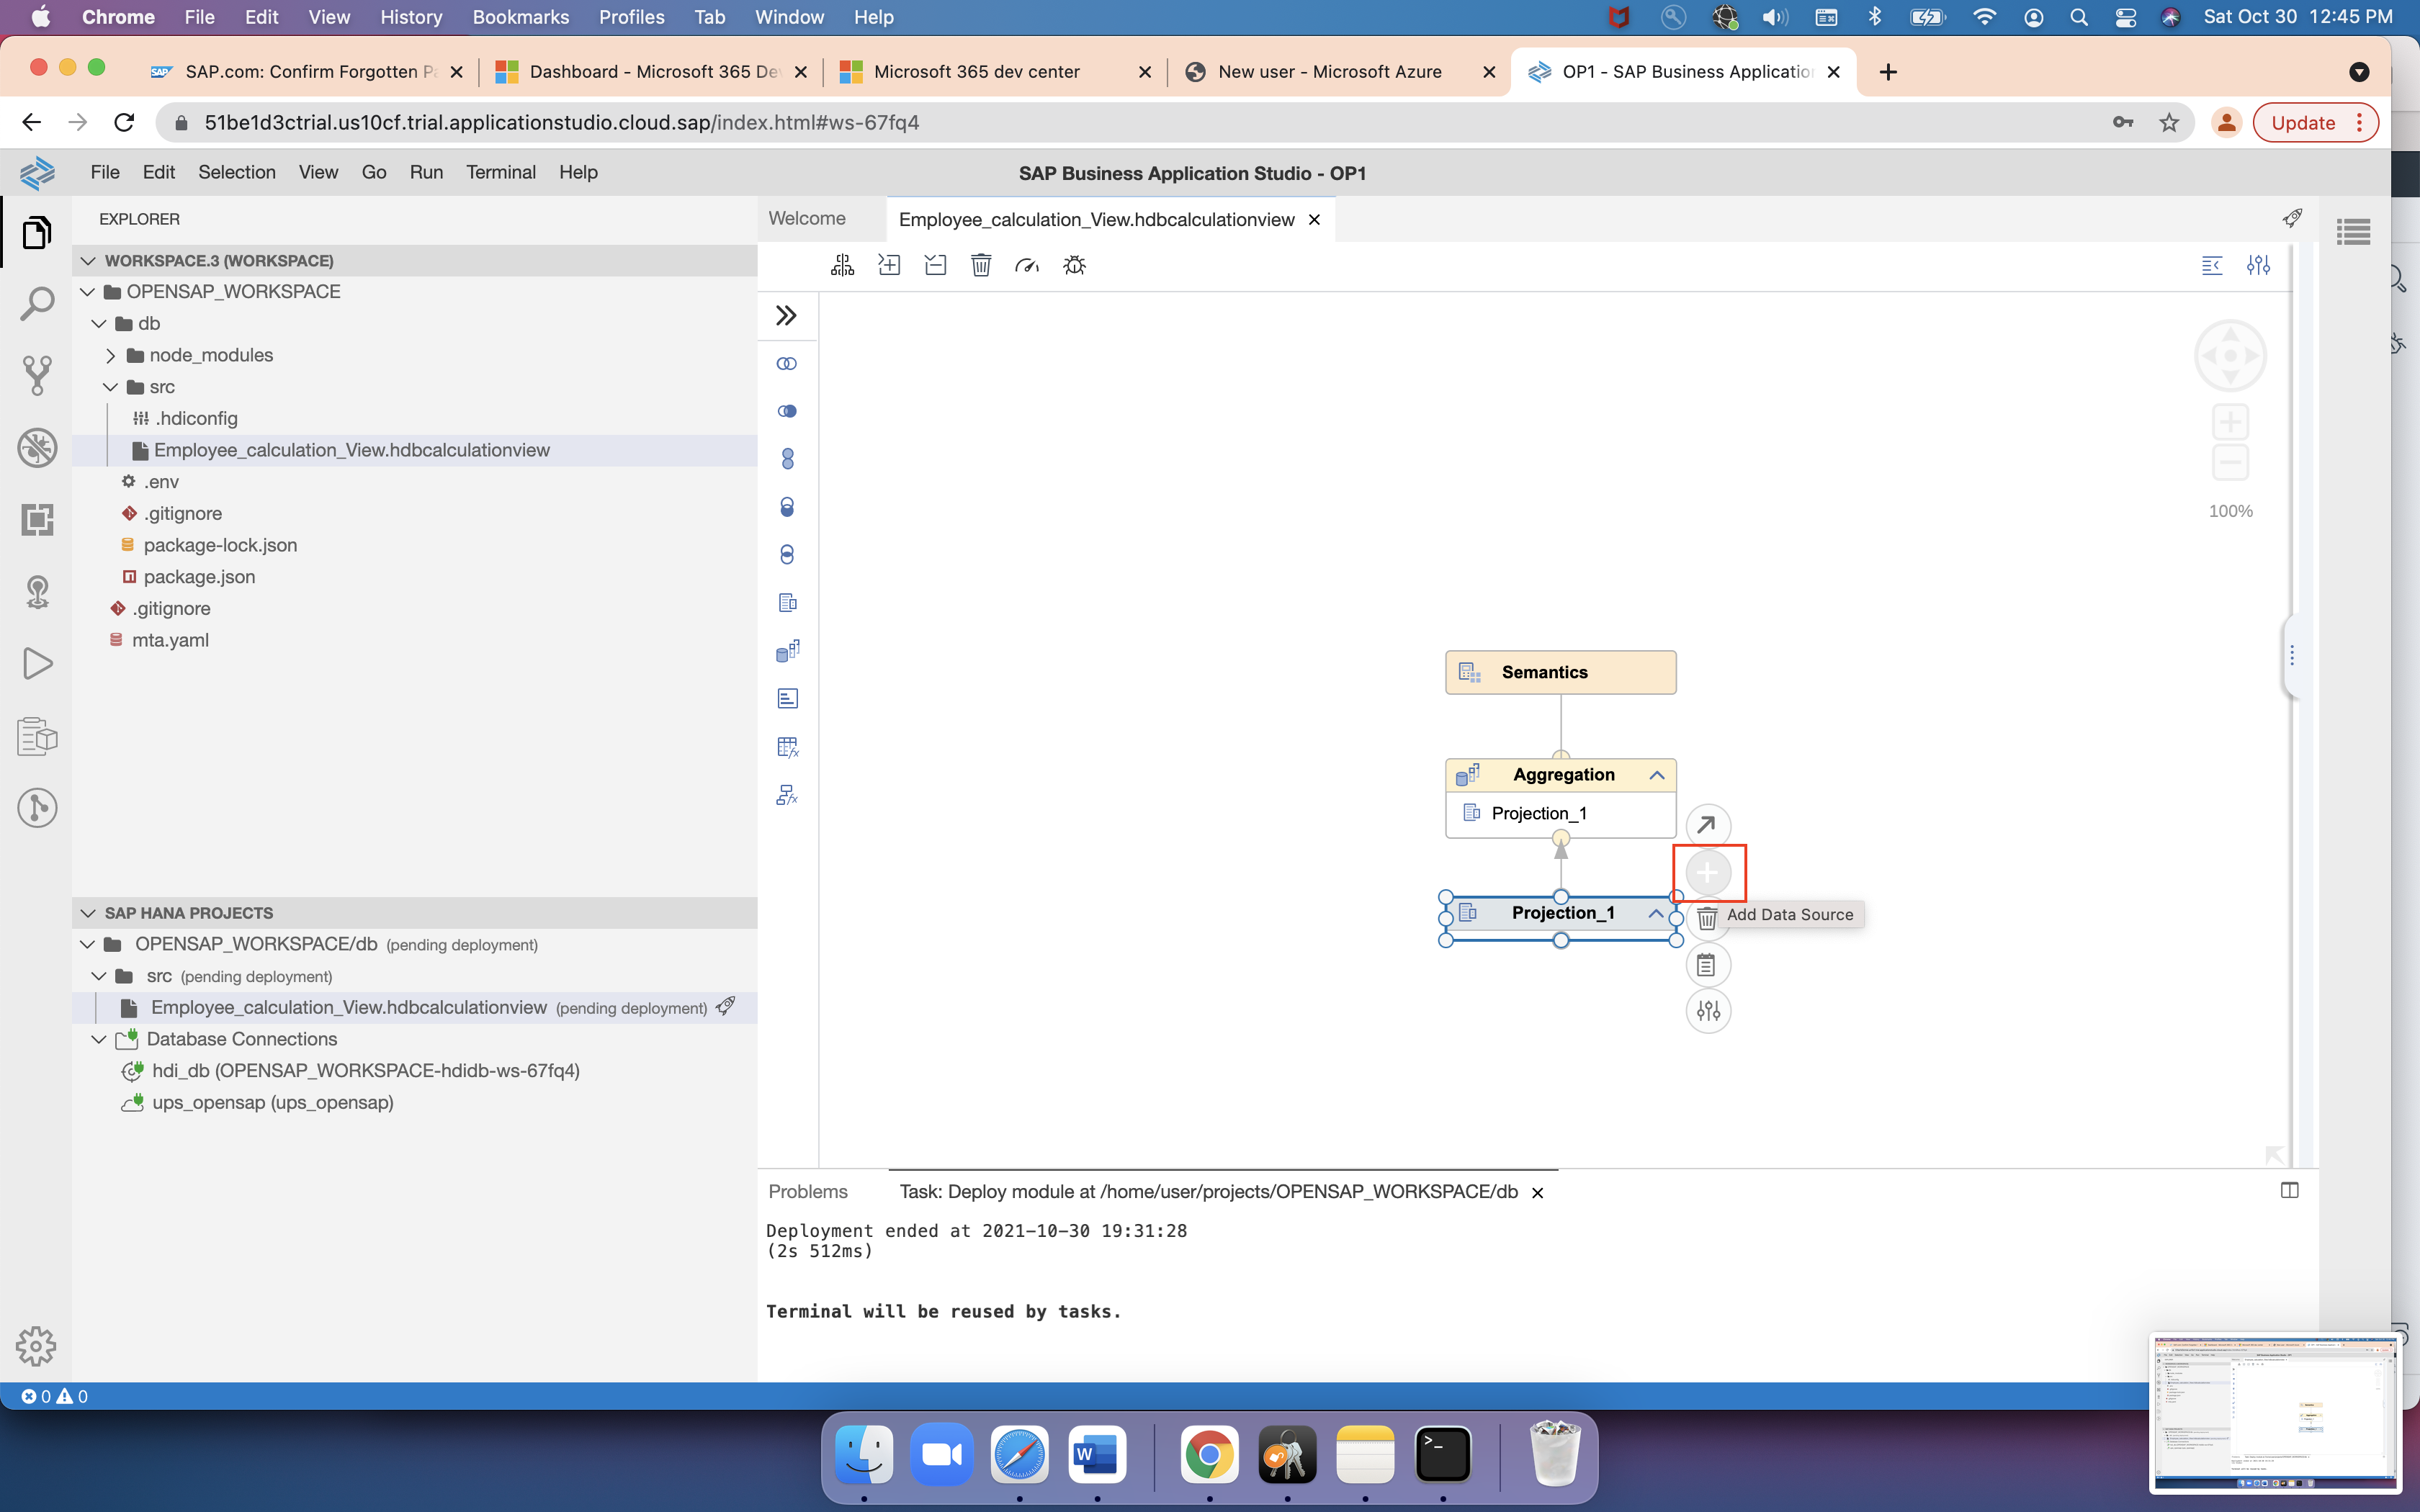 Chrome File Edit View History Bookmarks Profiles Tab Window Help Sat Oct 30 12:45 PM
SAP.com: Confirm Forgotten Dashboard - Microsoft 365 De Microsoft 365 dev center New user - Microsoft Azure OP1 - SAP Business Application
51be1d3ctrial.us10cf.trial.applicationstudio.cloud.sap/index.html#ws-67fq4 Update
File Edit Selection View Go Run Terminal Help SAP Business Application Studio - OP1
EXPLORER
WORKSPACE.3 (WORKSPACE)
OPENSAP_WORKSPACE
db
node_modules
src
.hdiconfig
Employee_calculation_View.hdbcalculationview
.env
.gitignore
package-lock.json
package.json
.gitignore
mta.yaml
SAP HANA PROJECTS
OPENSAP_WORKSPACE/db (pending deployment)
src (pending deployment)
Employee_calculation_View.hdbcalculationview (pending deployment)
Database Connections
hdi_db (OPENSAP_WORKSPACE-hdidb-ws-67fq4)
ups_opensap (ups_opensap)
Welcome Employee_calculation_View.hdbcalculationview
100%
Semantics
Aggregation
Projection_1
Projection_1
Add Data Source
Problems Task: Deploy module at /home/user/projects/OPENSAP_WORKSPACE/db
Deployment ended at 2021-10-30 19:31:28
(2s 512ms)
Terminal will be reused by tasks.
0 0